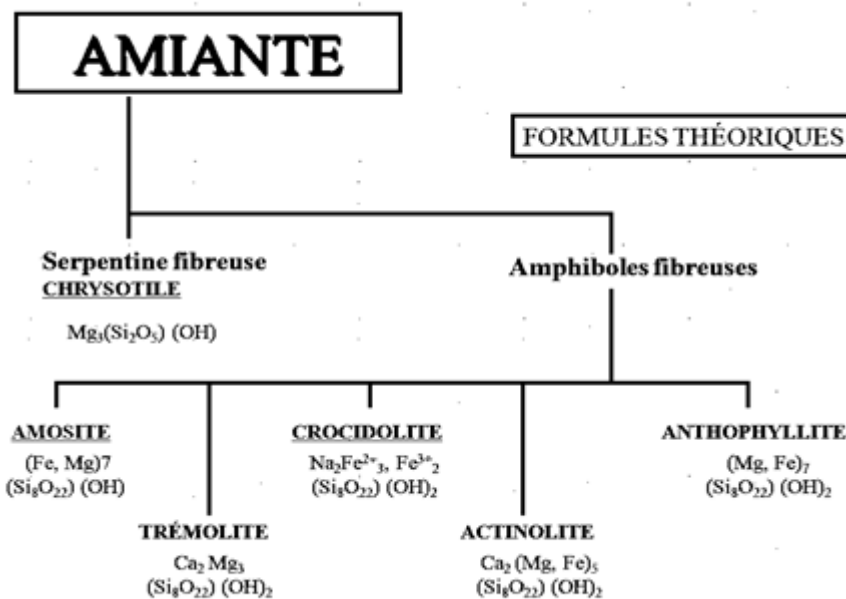 AMIANTE
FORMULES THÉORIQUES
Serpentine fibreuse
CHRYSOTILE
Mg₃(Si₂O₅) (OH)
Amphiboles fibreuses
AMOSITE
(Fe, Mg)7
(Si₈O₂₂) (OH)
TRÉMOLITE
Ca₂ Mg₃
(Si₈O₂₂) (OH)₂
CROCIDOLITE
Na₂Fe²⁺₃, Fe³⁺₂
(Si₈O₂₂) (OH)₂
ACTINOLITE
Ca₂ (Mg, Fe)₅
(Si₈O₂₂) (OH)₂
ANTHOPHYLLITE
(Mg, Fe)₇
(Si₈O₂₂) (OH)₂